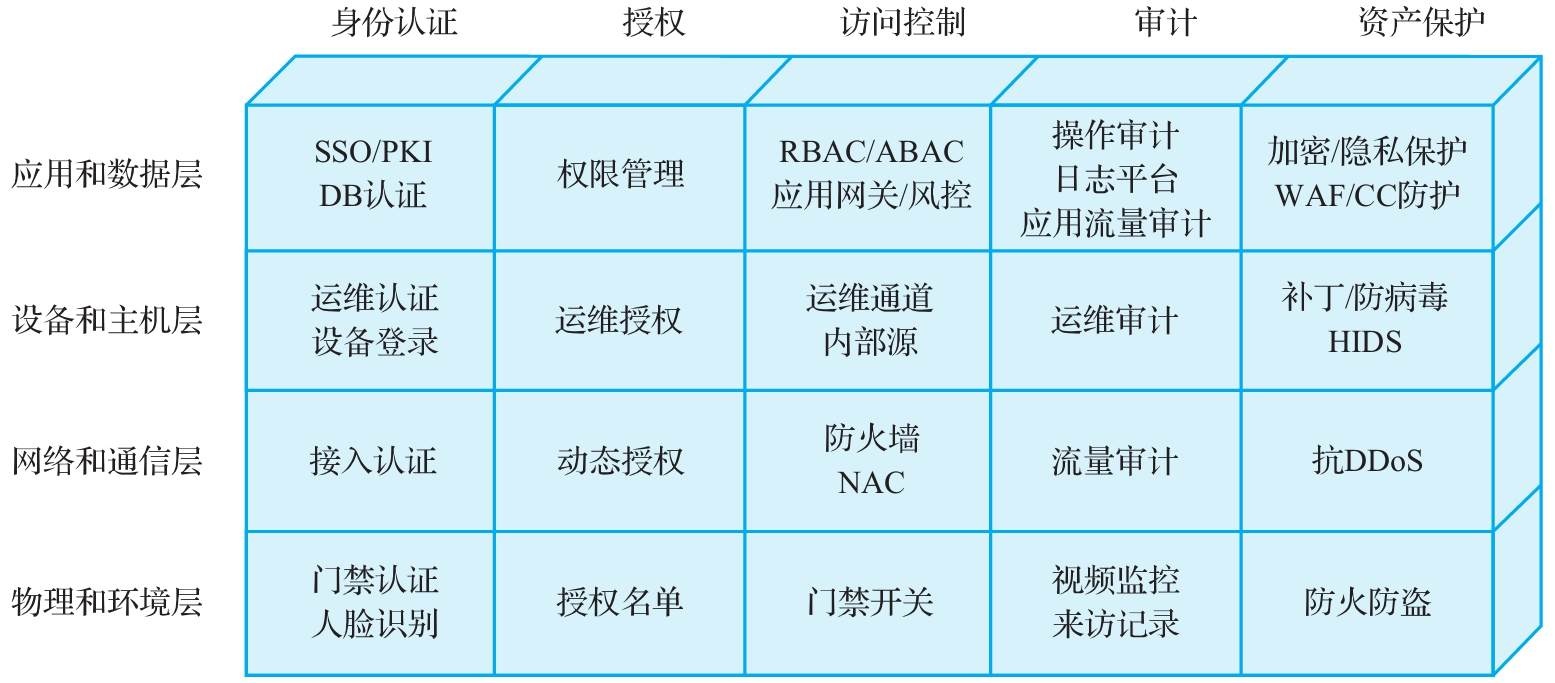 身份认证 授权 访问控制 审计 资产保护
应用和数据层
SSO/PKI
DB认证
权限管理
RBAC/ABAC
应用网关/风控
操作审计
日志平台
应用流量审计
加密/隐私保护
WAF/CC防护
设备和主机层
运维认证
设备登录
运维授权
运维通道
内部源
运维审计
补丁/防病毒
HIDS
网络和通信层
接入认证
动态授权
防火墙
NAC
流量审计
抗DDoS
物理和环境层
门禁认证
人脸识别
授权名单
门禁开关
视频监控
来访记录
防火防盗